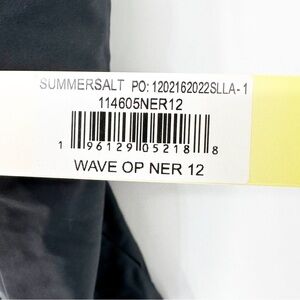 SUMMERSALT PO: 1202162022SLLA-1
114605NER12
1 96129 05218 8
WAVE OP NER 12